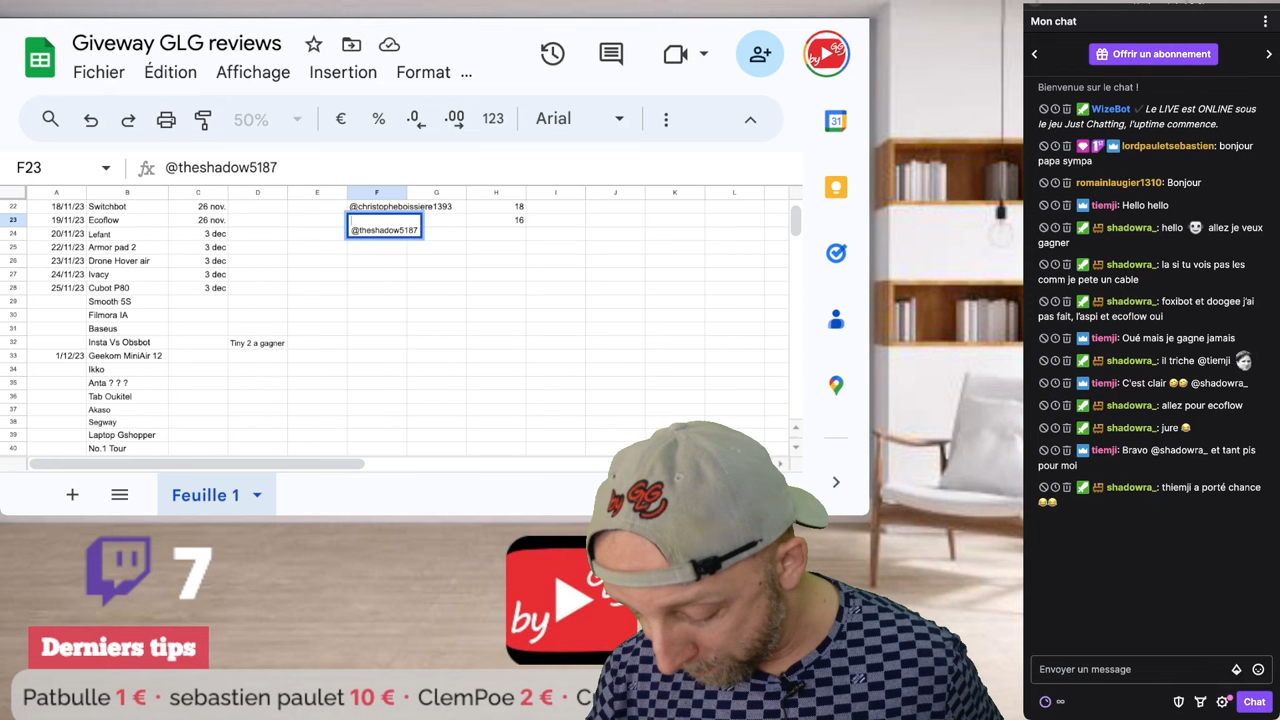 Giveway GLG reviews
Fichier Édition Affichage Insertion Format ...
50% € % .0 .00 123 Arial
F23 fx @theshadow5187
A B C D E F G H I J K L
22 18/11/23 Switchbot 26 nov. @christopheboissiere1393 18
23 19/11/23 Ecoflow 26 nov. @theshadow5187 16
24 20/11/23 Lefant 3 dec
25 22/11/23 Armor pad 2 3 dec
26 23/11/23 Drone Hover air 3 dec
27 24/11/23 Ivacy 3 dec
28 25/11/23 Cubot P80 3 dec
29 Smooth 5S
30 Filmora IA
31 Baseus
32 Insta Vs Obsbot Tiny 2 a gagner
33 1/12/23 Geekom MiniAir 12
34 Ikko
35 Anta ? ? ?
36 Tab Oukitel
37 Akaso
38 Segway
39 Laptop Gshopper
40 No.1 Tour
Feuille 1
31
by GG
7
by
by GLG
Derniers tips
Patbulle 1 € · sebastien paulet 10 € · ClemPoe 2 € · C
Mon chat
Offrir un abonnement
Bienvenue sur le chat !
WizeBot Le LIVE est ONLINE sous
le jeu Just Chatting, l'uptime commence.
lordpauletsebastien: bonjour
papa sympa
romainlaugier1310: Bonjour
tiemji: Hello hello
shadowra_: hello allez je veux
gagner
shadowra_: la si tu vois pas les
comm je pete un cable
shadowra_: foxibot et doogee j'ai
pas fait, l'aspi et ecoflow oui
tiemji: Oué mais je gagne jamais
shadowra_: il triche @tiemji
tiemji: C'est clair 🤣🤣 @shadowra_
shadowra_: allez pour ecoflow
shadowra_: jure 😂
tiemji: Bravo @shadowra_ et tant pis
pour moi
shadowra_: thiemji a porté chance
😂😂
Envoyer un message
Chat